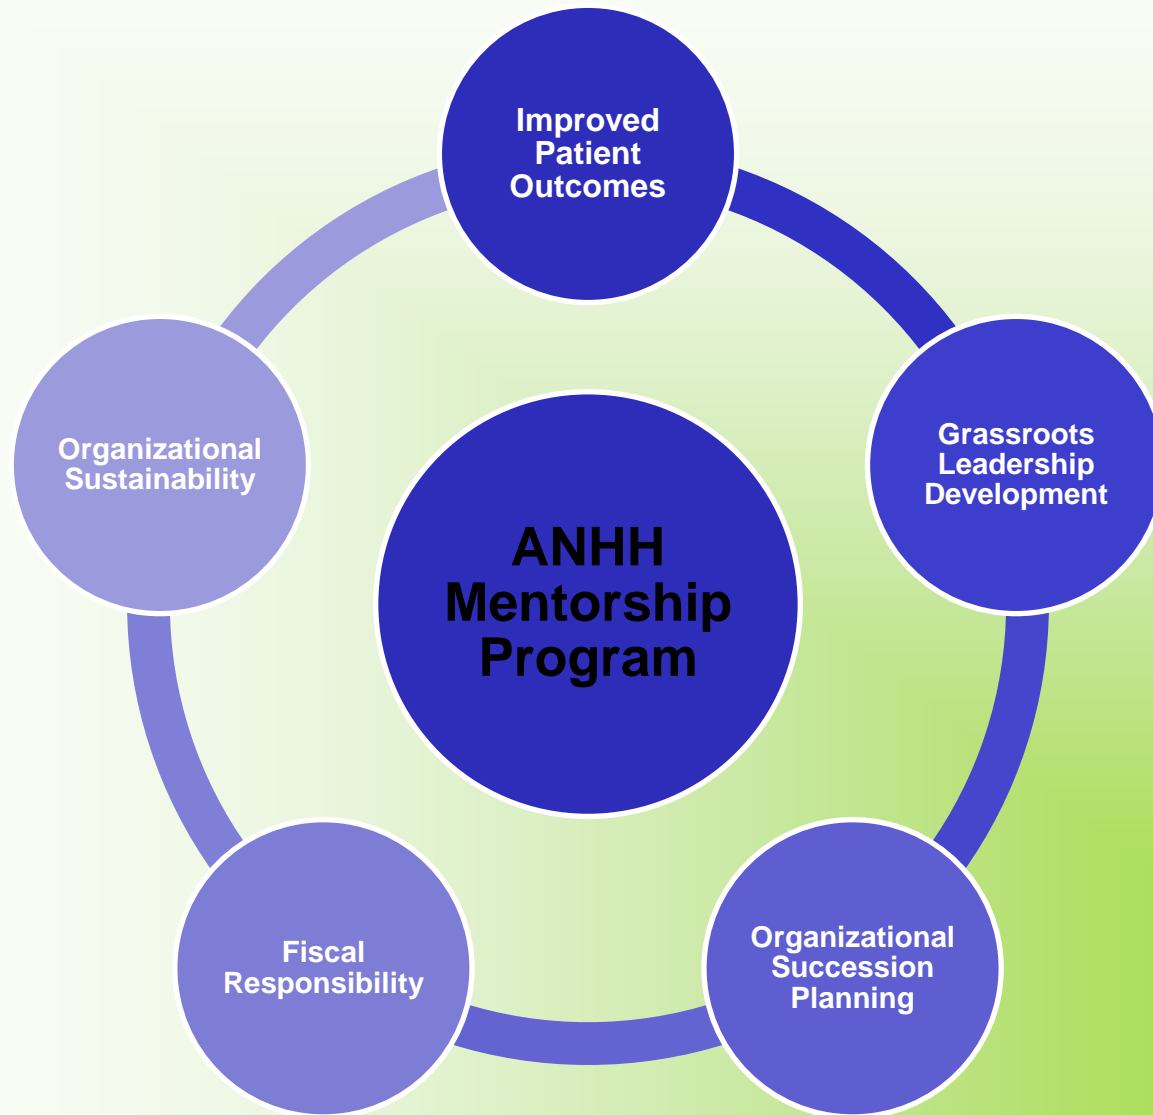 Improved
Patient
Outcomes
Grassroots
Leadership
Development
Organizational
Succession
Planning
Fiscal
Responsibility
Organizational
Sustainability
ANHH
Mentorship
Program